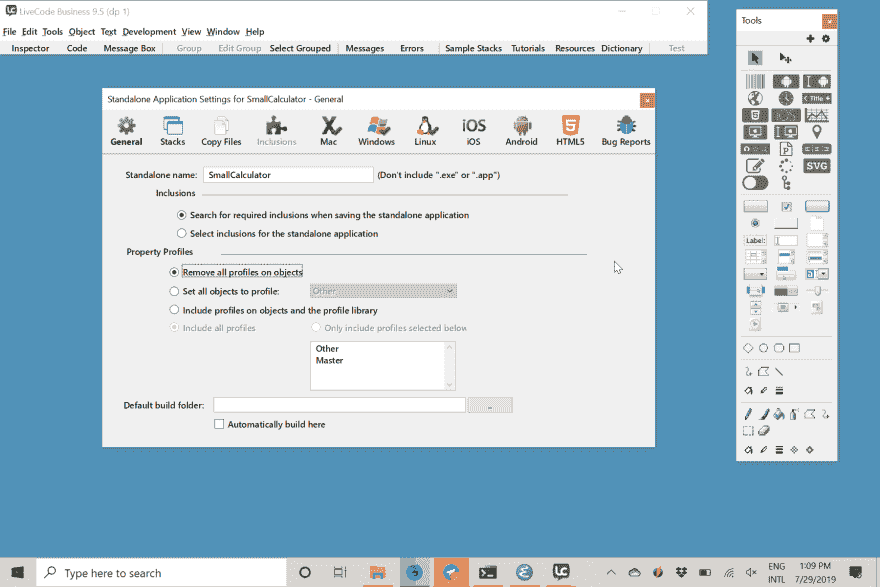 LiveCode Business 9.5 (dp 1)
File Edit Tools Object Text Development View Window Help
Inspector Code Message Box Group Edit Group Select Grouped Messages Errors Sample Stacks Tutorials Resources Dictionary Test
Tools
Standalone Application Settings for SmallCalculator - General
General Stacks Copy Files Inclusions Mac Windows Linux iOS Android HTML5 Bug Reports
iOS
Standalone name: SmallCalculator (Don't include ".exe" or ".app")
Inclusions
Search for required inclusions when saving the standalone application
Select inclusions for the standalone application
Property Profiles
Remove all profiles on objects
Set all objects to profile: Other
Include profiles on objects and the profile library
Include all profiles Only include profiles selected below
Other
Master
Default build folder: ...
Automatically build here
Title
SVG
Label:
Type here to search
ENG
INTL
1:09 PM
7/29/2019